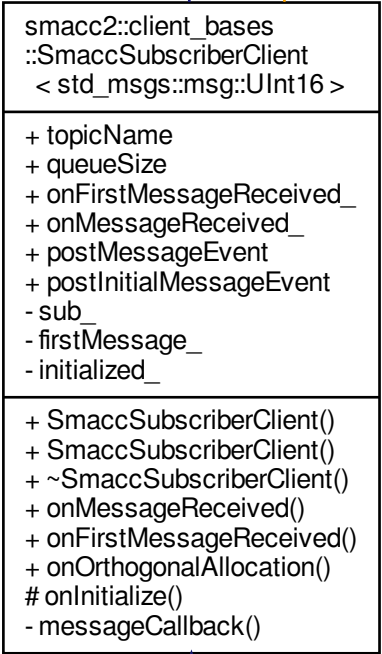 smacc2::client_bases
::SmaccSubscriberClient
< std_msgs::msg::UInt16 >
+ topicName
+ queueSize
+ onFirstMessageReceived_
+ onMessageReceived_
+ postMessageEvent
+ postInitialMessageEvent
- sub_
- firstMessage_
- initialized_
+ SmaccSubscriberClient()
+ SmaccSubscriberClient()
+ ~SmaccSubscriberClient()
+ onMessageReceived()
+ onFirstMessageReceived()
+ onOrthogonalAllocation()
# onInitialize()
- messageCallback()